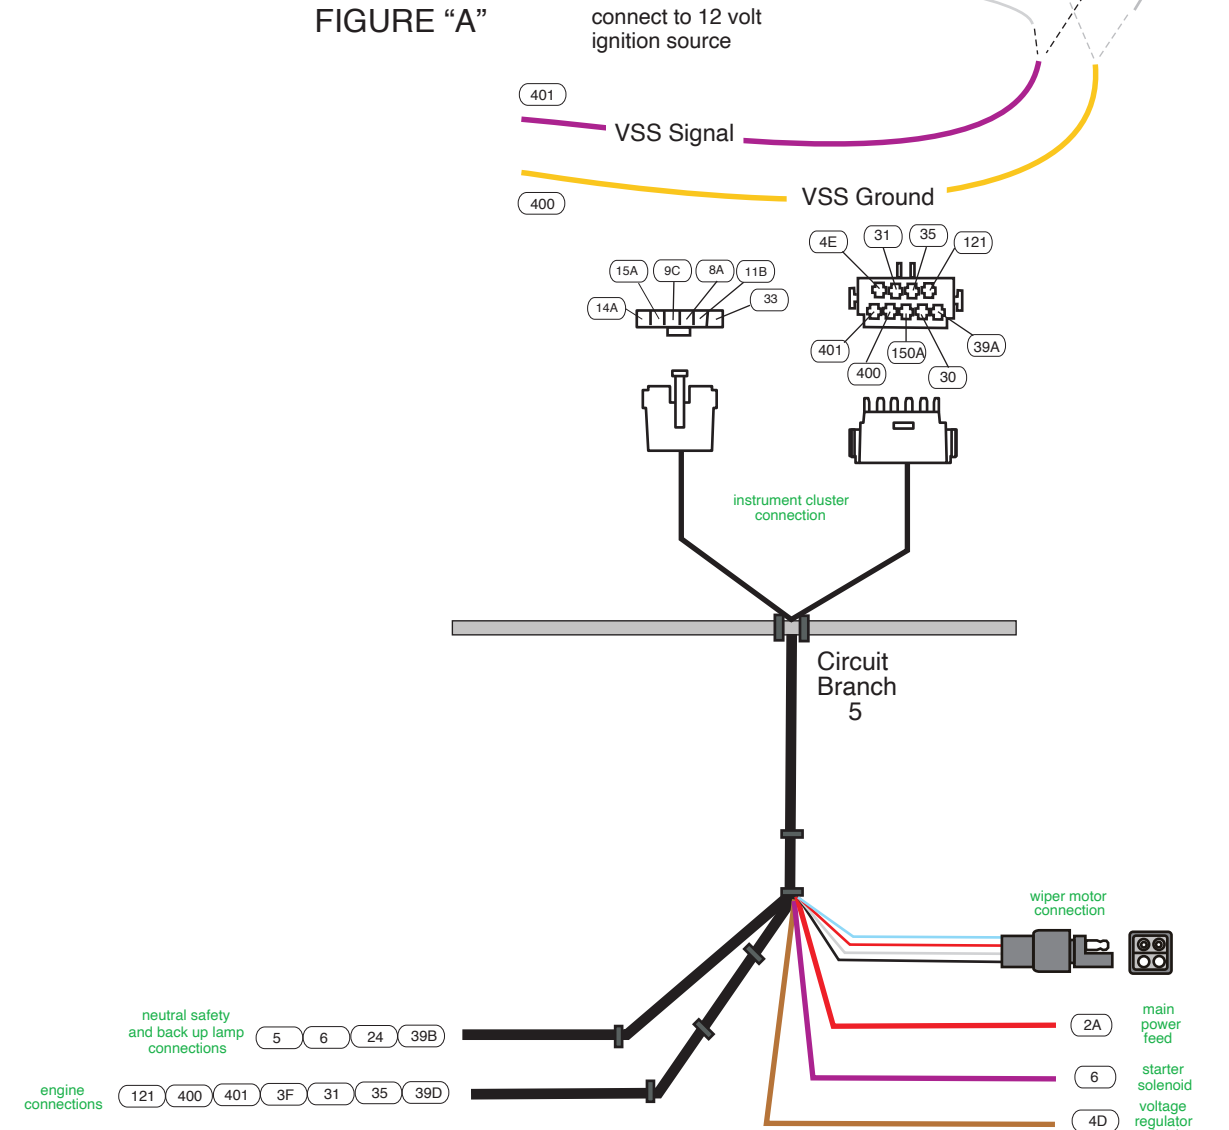 FIGURE “A”
connect to 12 volt
ignition source
401
VSS Signal
VSS Ground
400
4E
31
35
121
15A
9C
8A
11B
14A
33
401
400
150A
30
39A
instrument cluster
connection
Circuit
Branch
5
wiper motor
connection
neutral safety
and back up lamp
connections
5
6
24
39B
2A
main
power
feed
engine
connections
121
400
401
3F
31
35
39D
6
starter
solenoid
4D
voltage
regulator